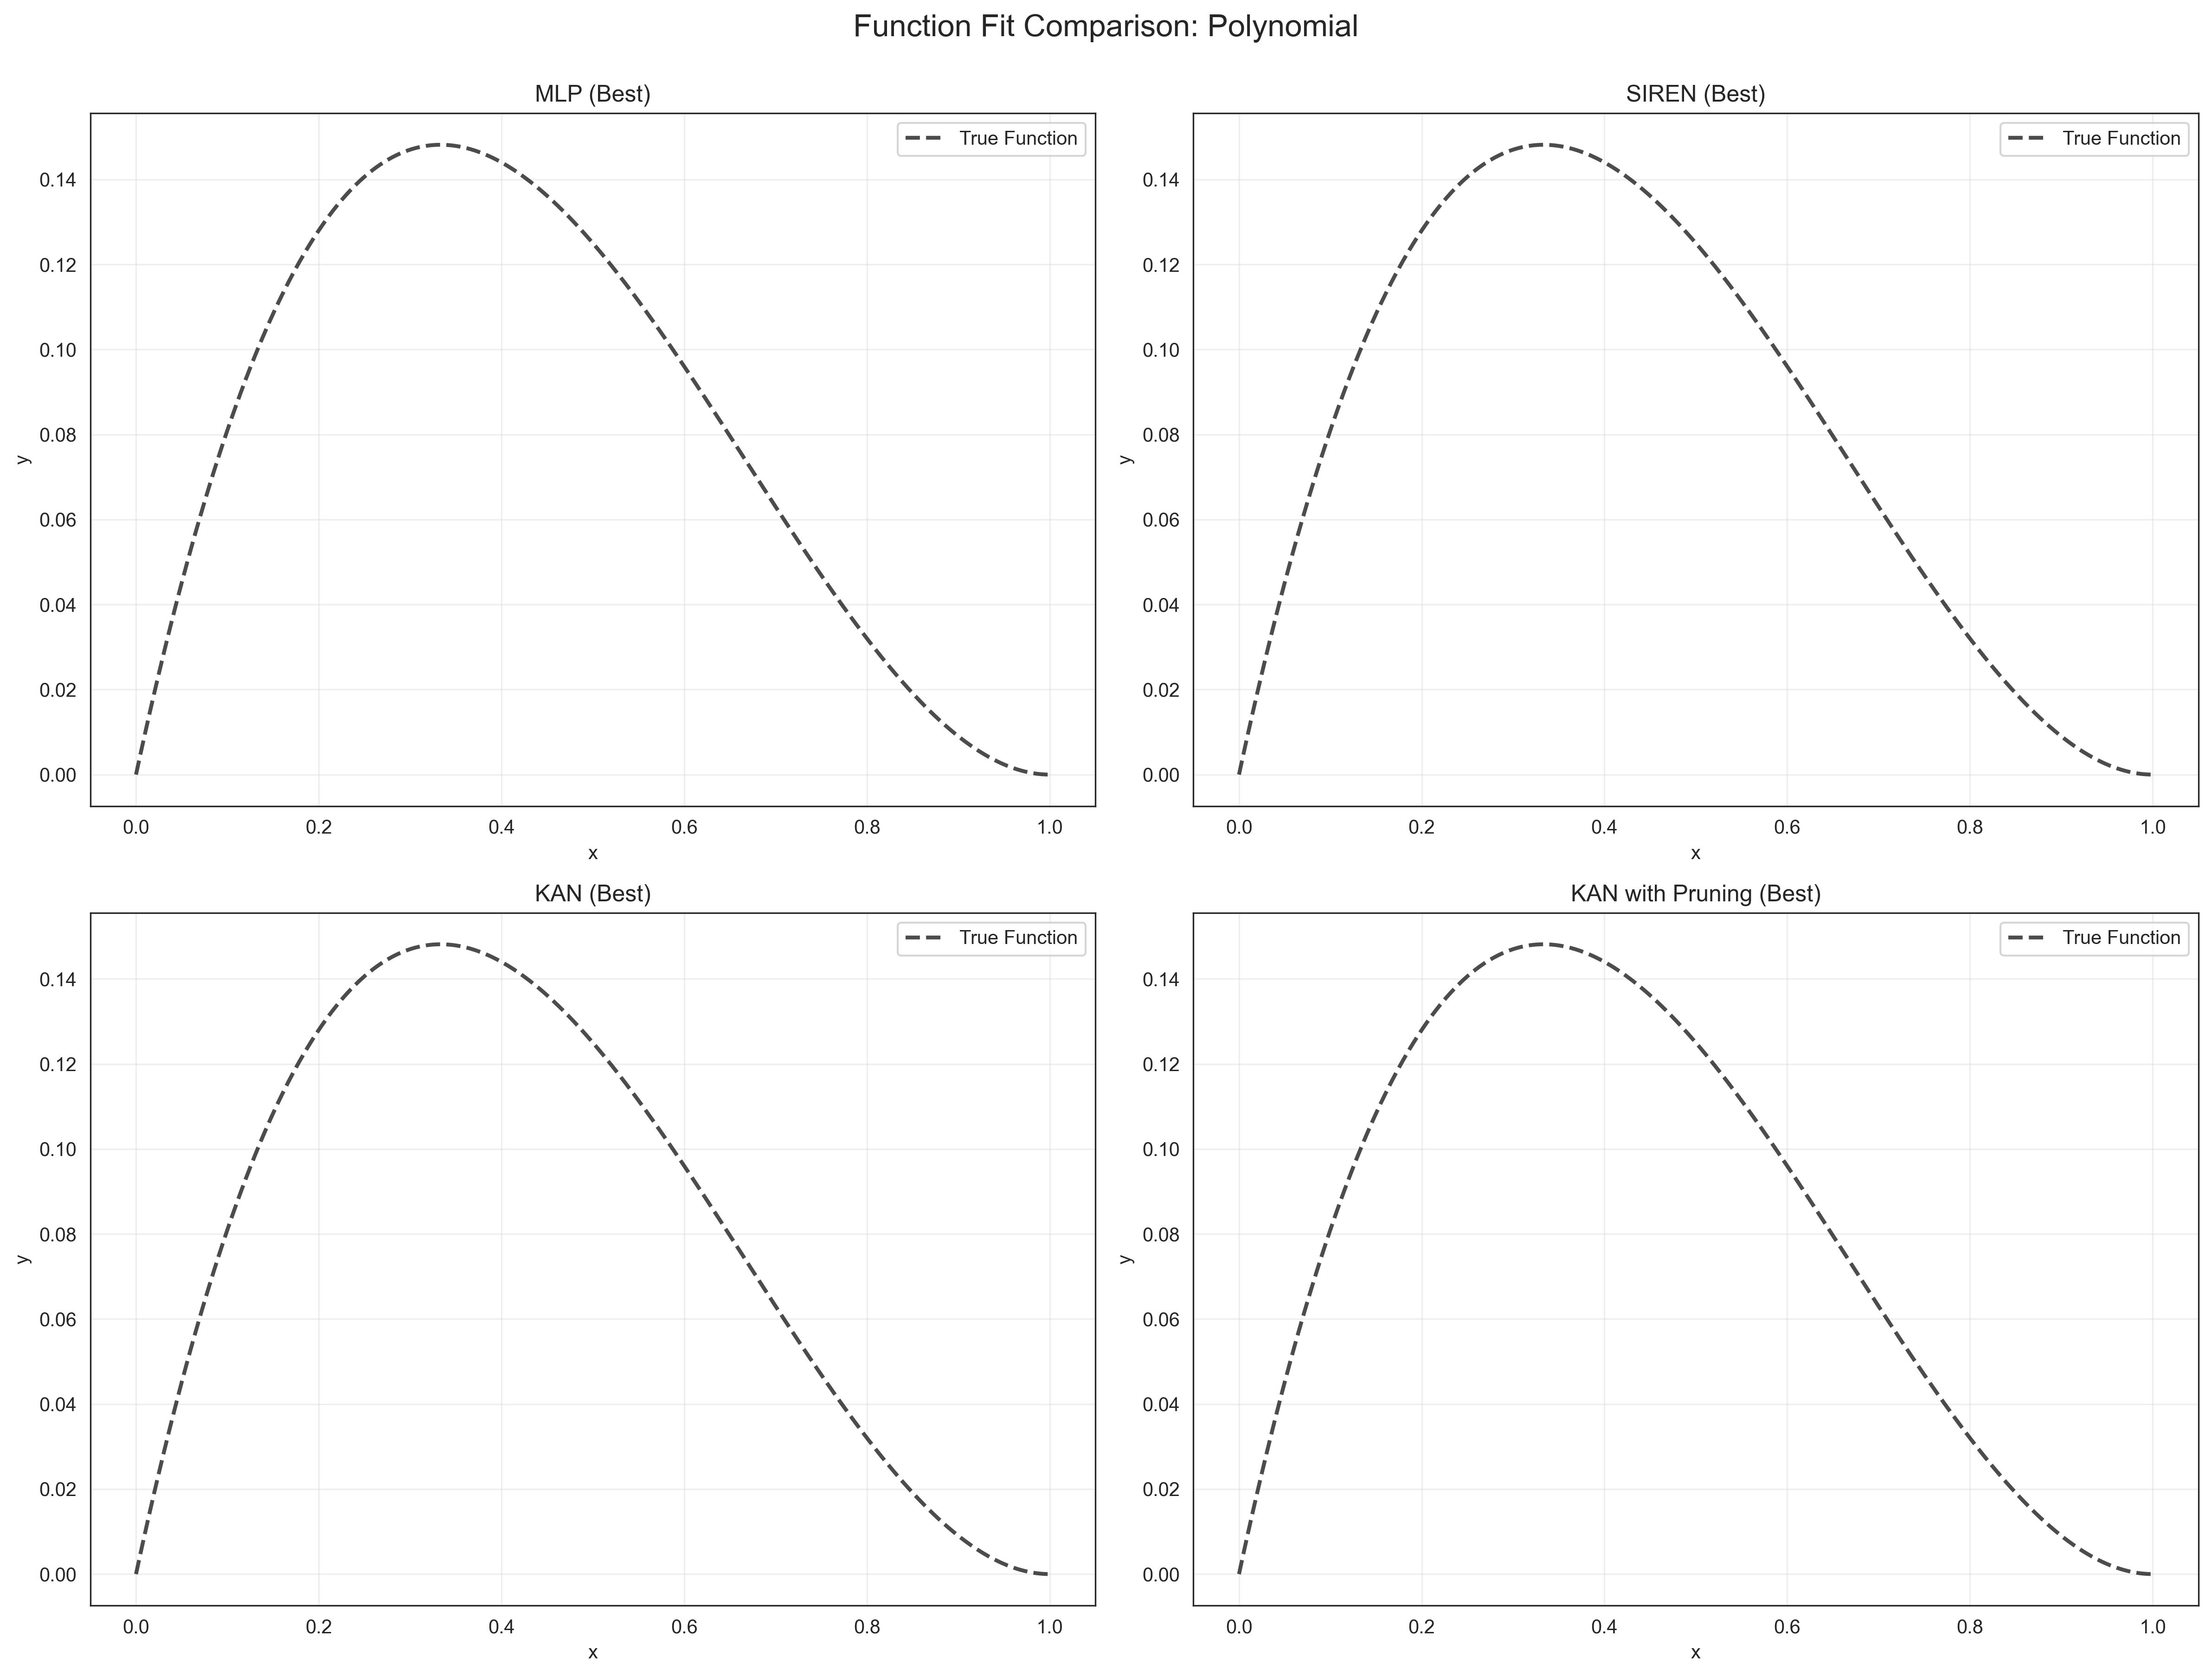 Function Fit Comparison: Polynomial
MLP (Best)
True Function
0.14
0.12
0.10
0.08
0.06
0.04
0.02
0.00
y
0.0 0.2 0.4 0.6 0.8 1.0
x
SIREN (Best)
True Function
0.14
0.12
0.10
0.08
0.06
0.04
0.02
0.00
y
0.0 0.2 0.4 0.6 0.8 1.0
x
KAN (Best)
True Function
0.14
0.12
0.10
0.08
0.06
0.04
0.02
0.00
y
0.0 0.2 0.4 0.6 0.8 1.0
x
KAN with Pruning (Best)
True Function
0.14
0.12
0.10
0.08
0.06
0.04
0.02
0.00
y
0.0 0.2 0.4 0.6 0.8 1.0
x